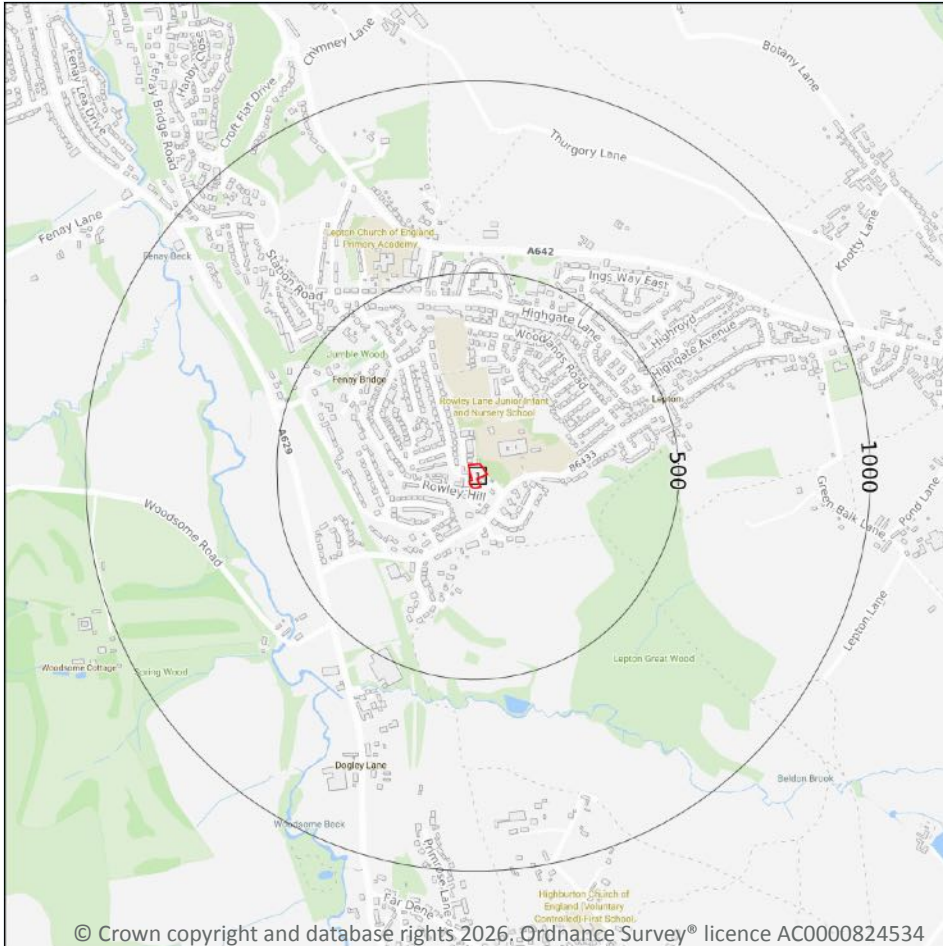 Chymney Lane
Botany Lane
Fenay Lea Drive
Fenay Bridge Road
Hanby Close
Croft Flat Drive
Thurgory Lane
Fenay Lane
Knotty Lane
Lepton Church of England
Primary Academy
A642
Fenay Beck
Station Road
Ings Way East
Highgate Lane
Highroyd
Woodlands Road
Highgate Avenue
Jumble Wood
Fenay Bridge
Rowley Lane Junior Infant
and Nursery School
Lepton
A629
B6433
500
1000
Rowley Hill
Woodsome Road
Green Balk Lane
Pond Lane
Lepton Lane
Lepton Great Wood
Woodsome Cottage
Spring Wood
Dogley Lane
Beldon Brook
Woodsome Beck
Primrose Lane
Far Dene
Highburton Church of
England (Voluntary
Controlled) First School
© Crown copyright and database rights 2026. Ordnance Survey® licence AC0000824534